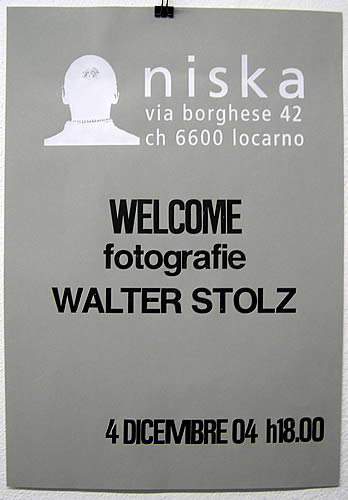 niska
via borghese 42
ch 6600 locarno
WELCOME
fotografie
WALTER STOLZ
4 DICEMBRE 04 h18.00